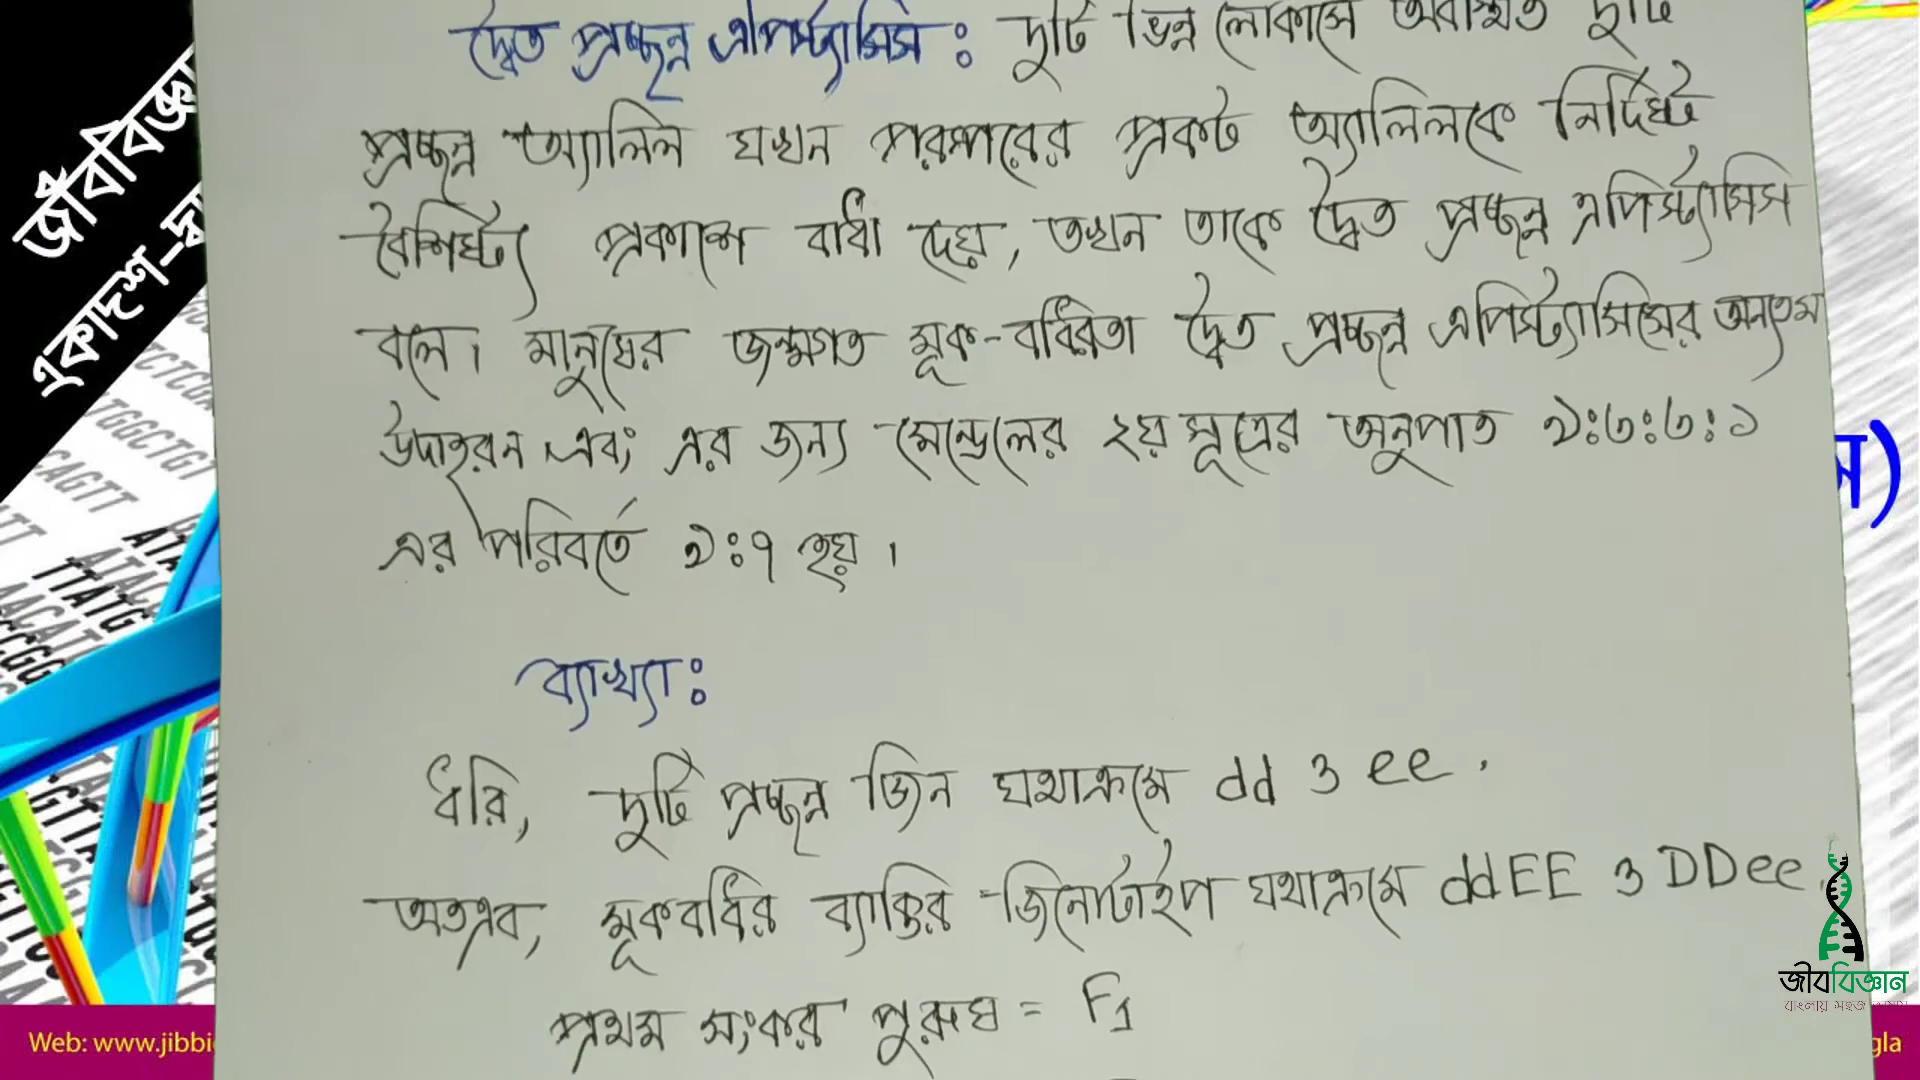 দ্বৈত প্রচ্ছন্ন এপিস্ট্যাসিস : দুটি ভিন্ন লোকাসে অবস্থিত দুটি
প্রচ্ছন্ন অ্যালিল যখন পরস্পরের প্রকট অ্যালিলকে নির্দিষ্ট
বৈশিষ্ট্য প্রকাশে বাধা দেয়, তখন তাকে দ্বৈত প্রচ্ছন্ন এপিস্ট্যাসিস
বলে। মানুষের জন্মগত মূক-বধিরতা দ্বৈত প্রচ্ছন্ন এপিস্ট্যাসিসের অন্যতম
উদাহরন এবং এর জন্য মেন্ডেলের ২য় সূত্রের অনুপাত ৯:৩:৩:১
এর পরিবর্তে ৯:৭ হয়।
ব্যাখ্যা:
ধরি, দুটি প্রচ্ছন্ন জিন যথাক্রমে dd ও ee.
অতএব, মূকবধির ব্যক্তির জিনোটাইপ যথাক্রমে ddEE ও DDee.
প্রথম সংকর পুরুষ = F1
একাদশ-দ্বা
TTATG
ATA
স)
জীববিজ্ঞান
Web: www.jibbi
gla